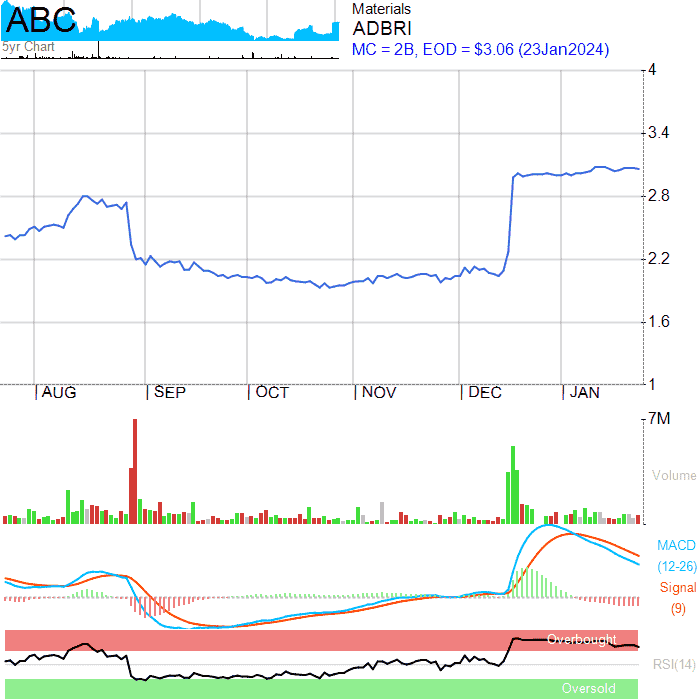 ABC
5yr Chart
Materials
ADBRI
MC = 2B, EOD = $3.06 (23Jan2024)
4
3.4
2.8
2.2
1.6
1
AUG SEP OCT NOV DEC JAN
7M
Volume
MACD
(12-26)
Signal
(9)
Overbought
RSI(14)
Oversold